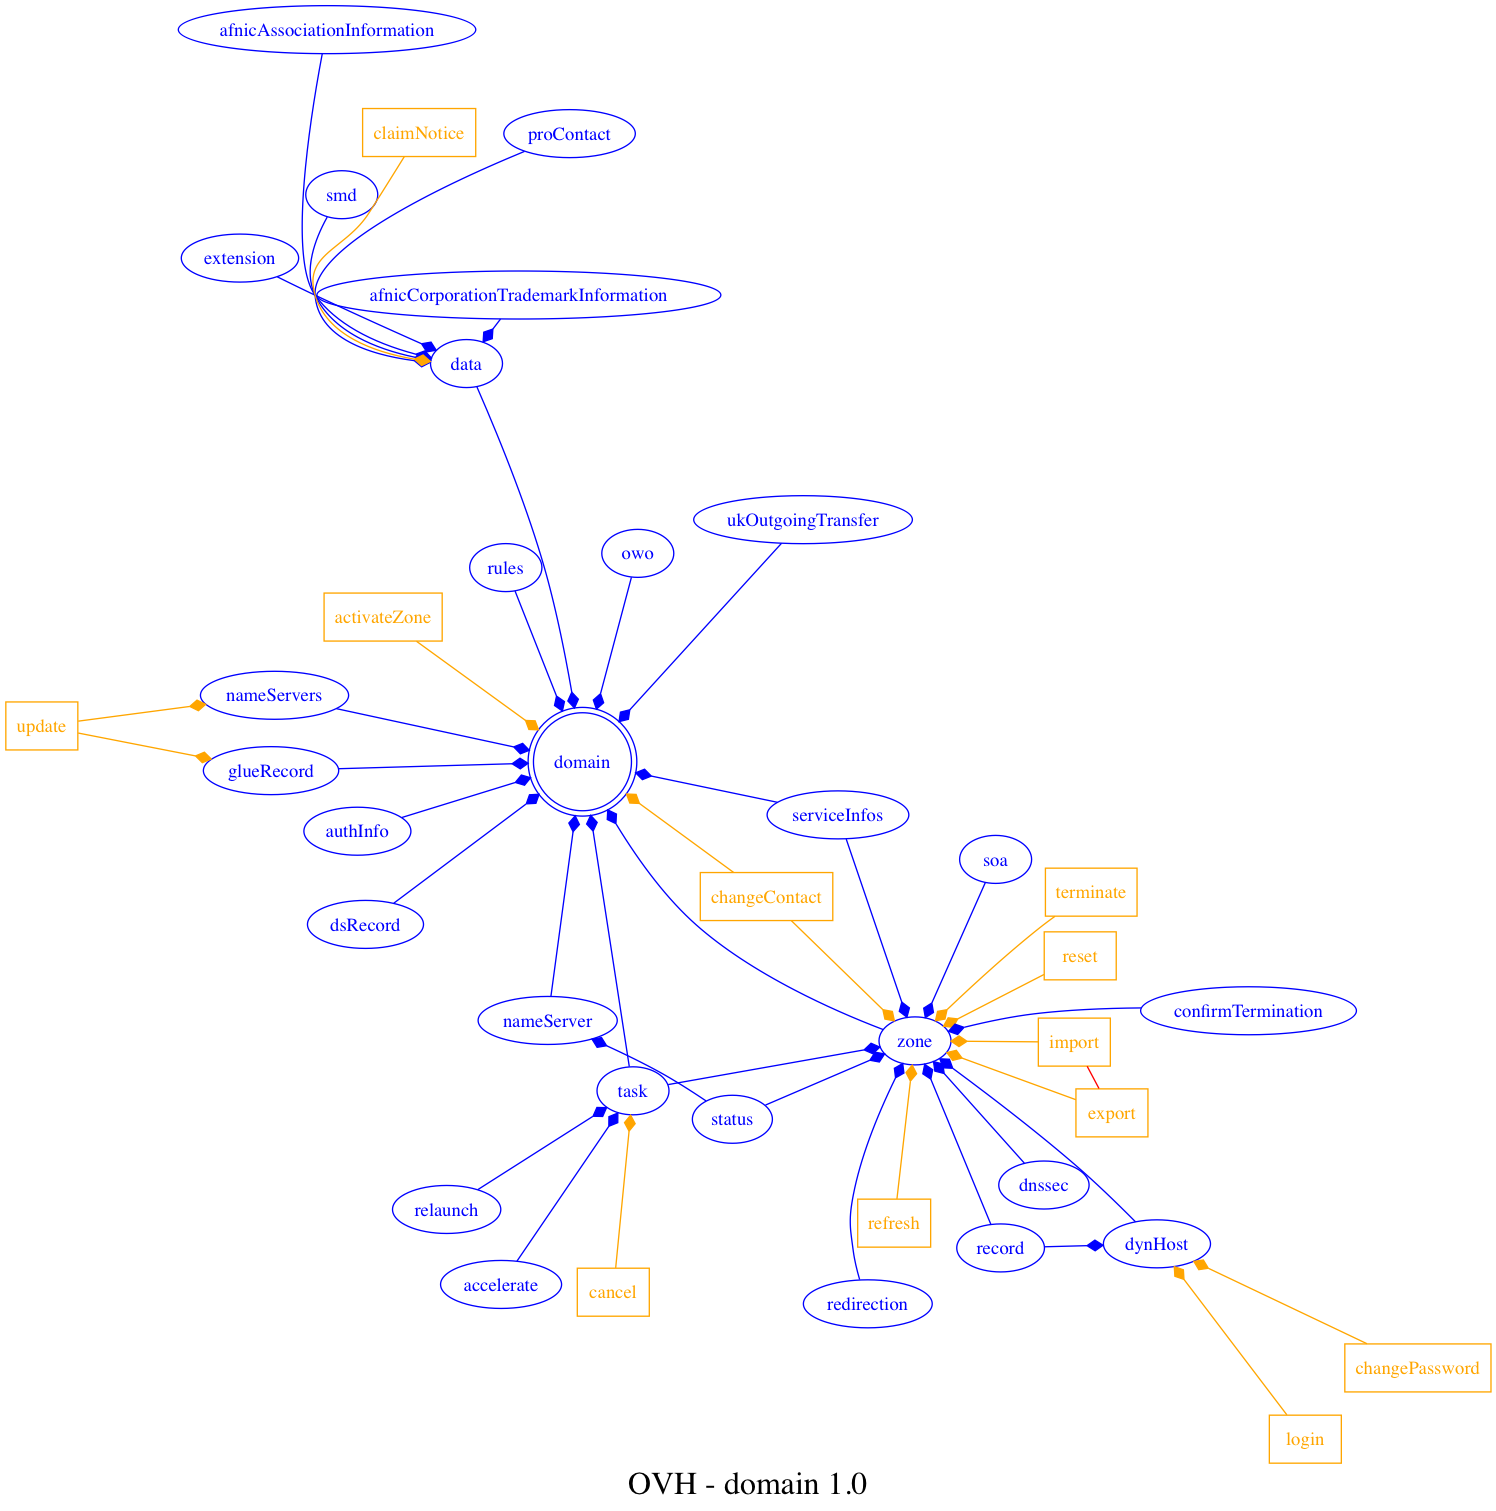 afnicAssociationInformation
claimNotice
proContact
smd
extension
afnicCorporationTrademarkInformation
data
ukOutgoingTransfer
owo
rules
activateZone
nameServers
update
domain
glueRecord
serviceInfos
authInfo
soa
terminate
changeContact
dsRecord
reset
confirmTermination
nameServer
zone
import
task
export
status
dnssec
relaunch
refresh
dynHost
record
accelerate
cancel
redirection
changePassword
login
OVH - domain 1.0